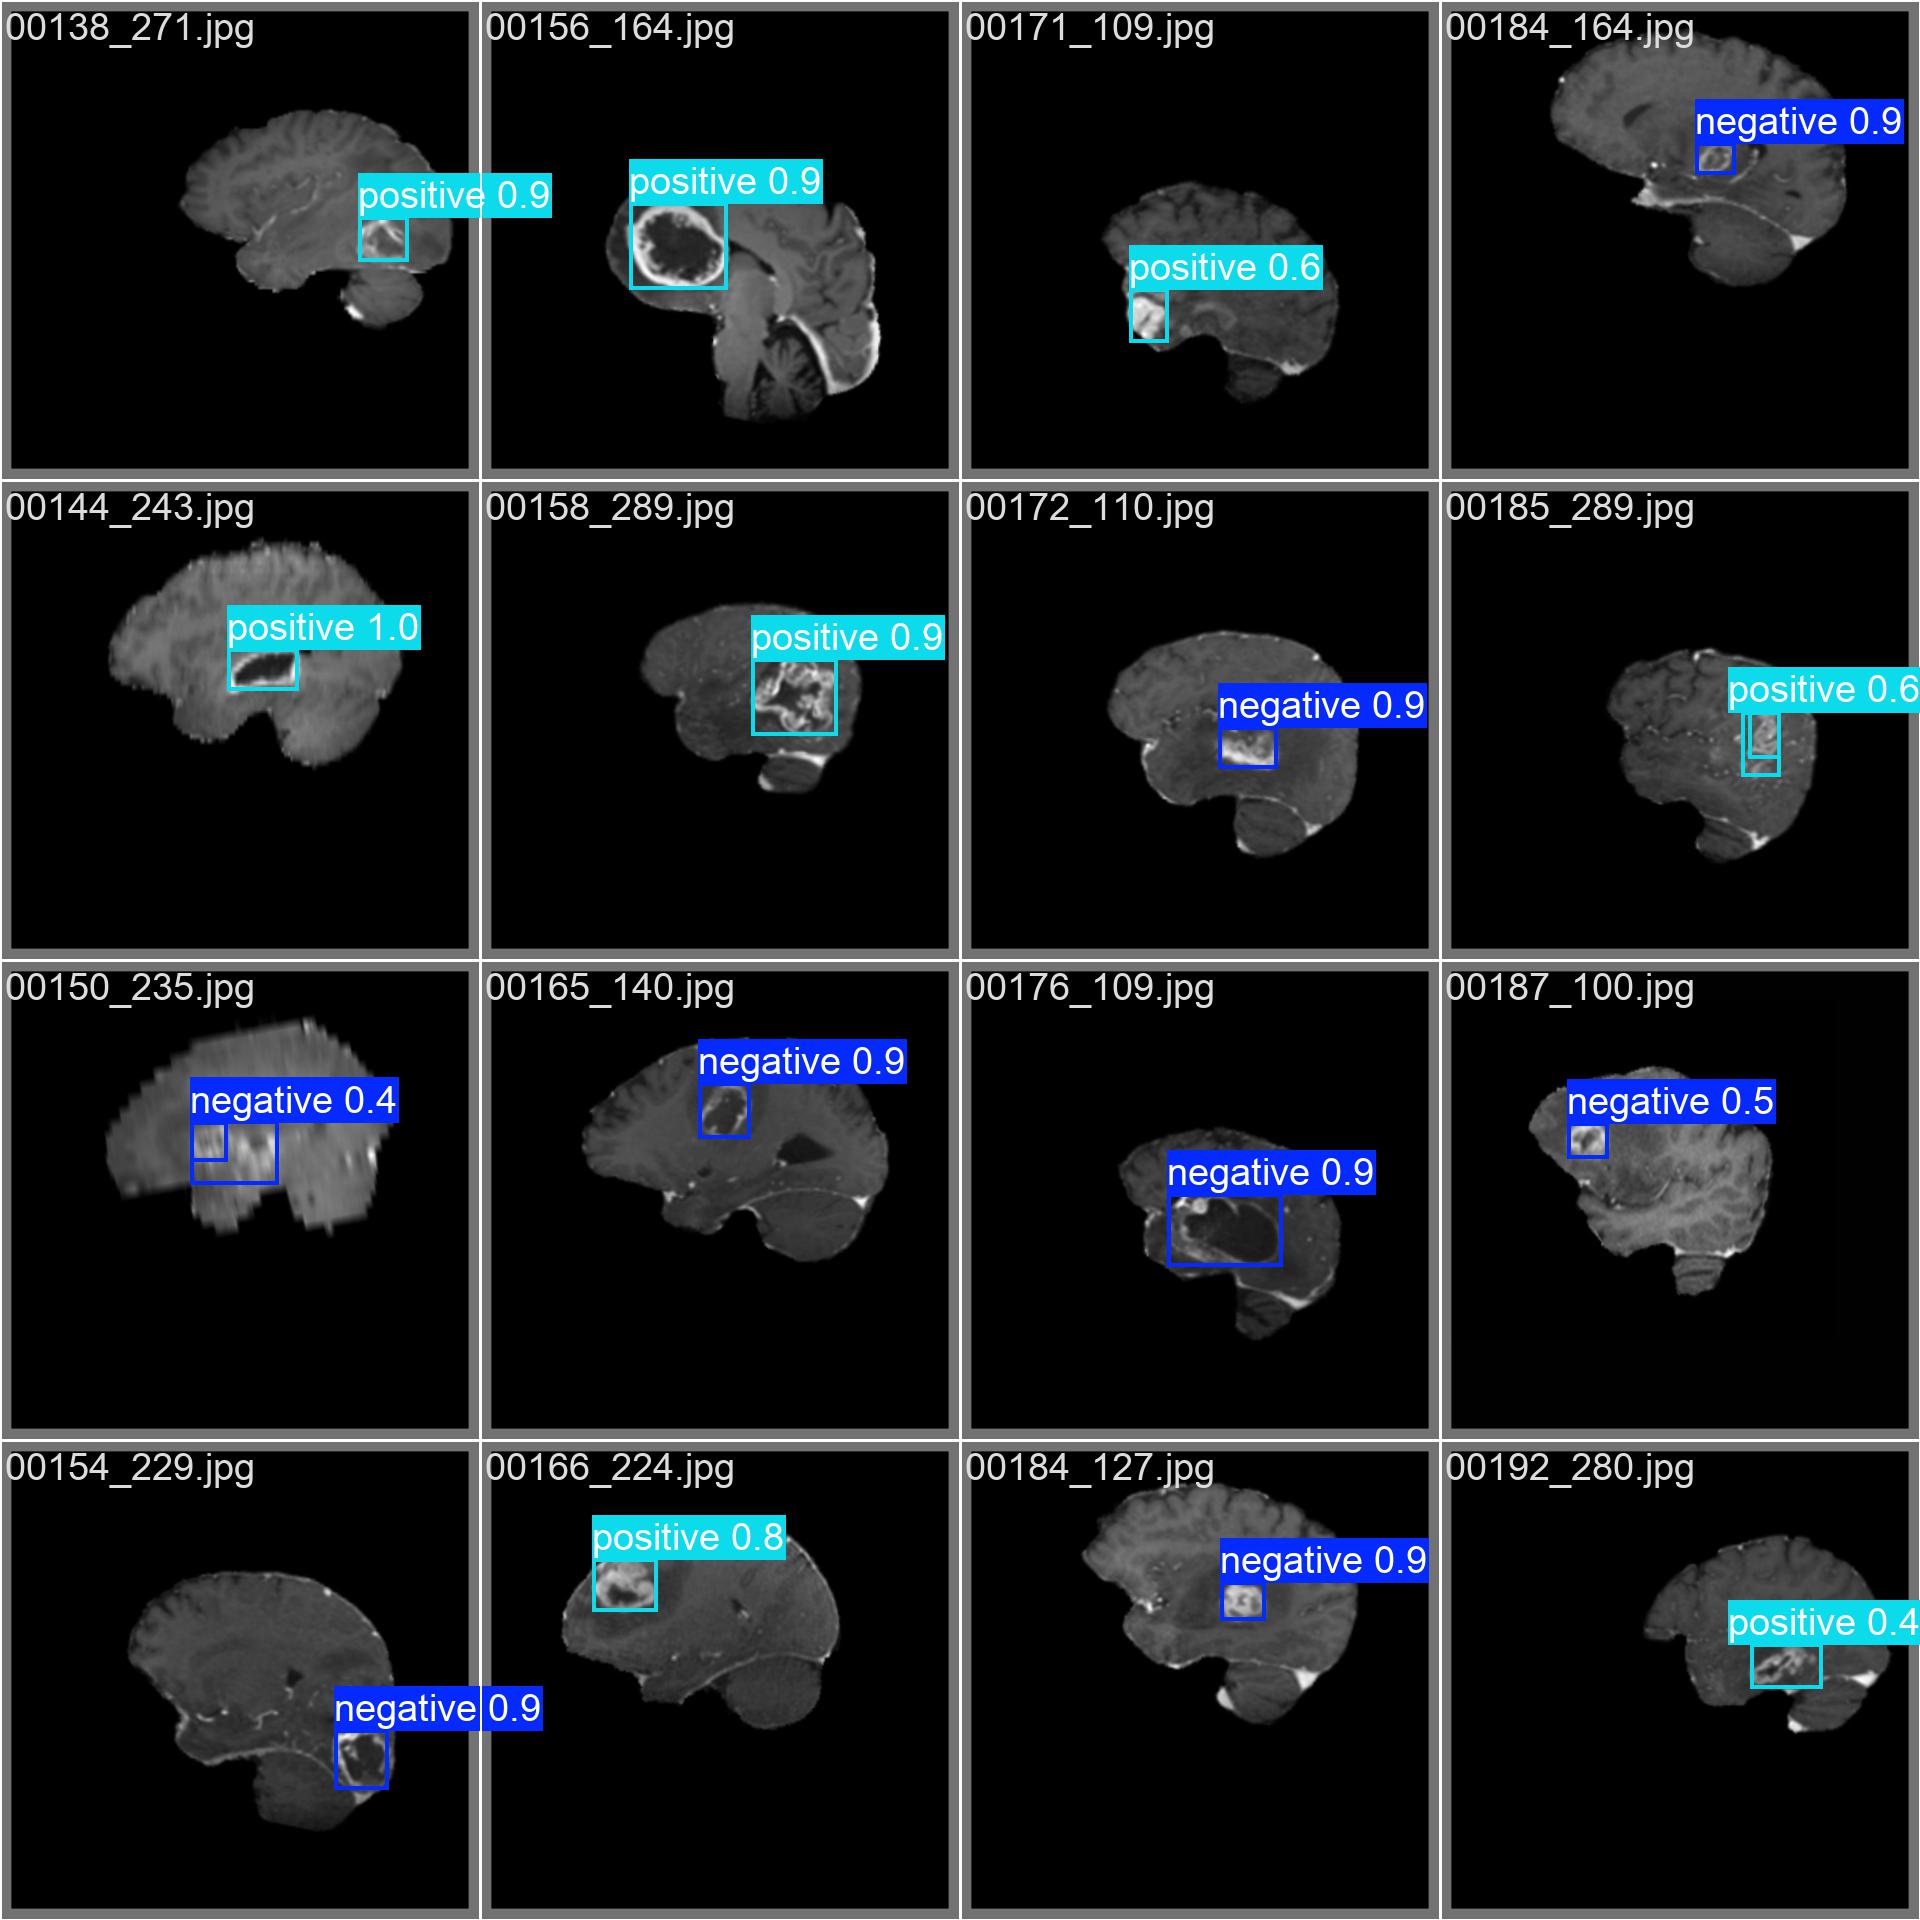 00138_271.jpg
positive 0.9
00156_164.jpg
positive 0.9
00171_109.jpg
positive 0.6
00184_164.jpg
negative 0.9
00144_243.jpg
positive 1.0
00158_289.jpg
positive 0.9
00172_110.jpg
negative 0.9
00185_289.jpg
positive 0.6
00150_235.jpg
negative 0.4
00165_140.jpg
negative 0.9
00176_109.jpg
negative 0.9
00187_100.jpg
negative 0.5
00154_229.jpg
negative 0.9
00166_224.jpg
positive 0.8
00184_127.jpg
negative 0.9
00192_280.jpg
positive 0.4